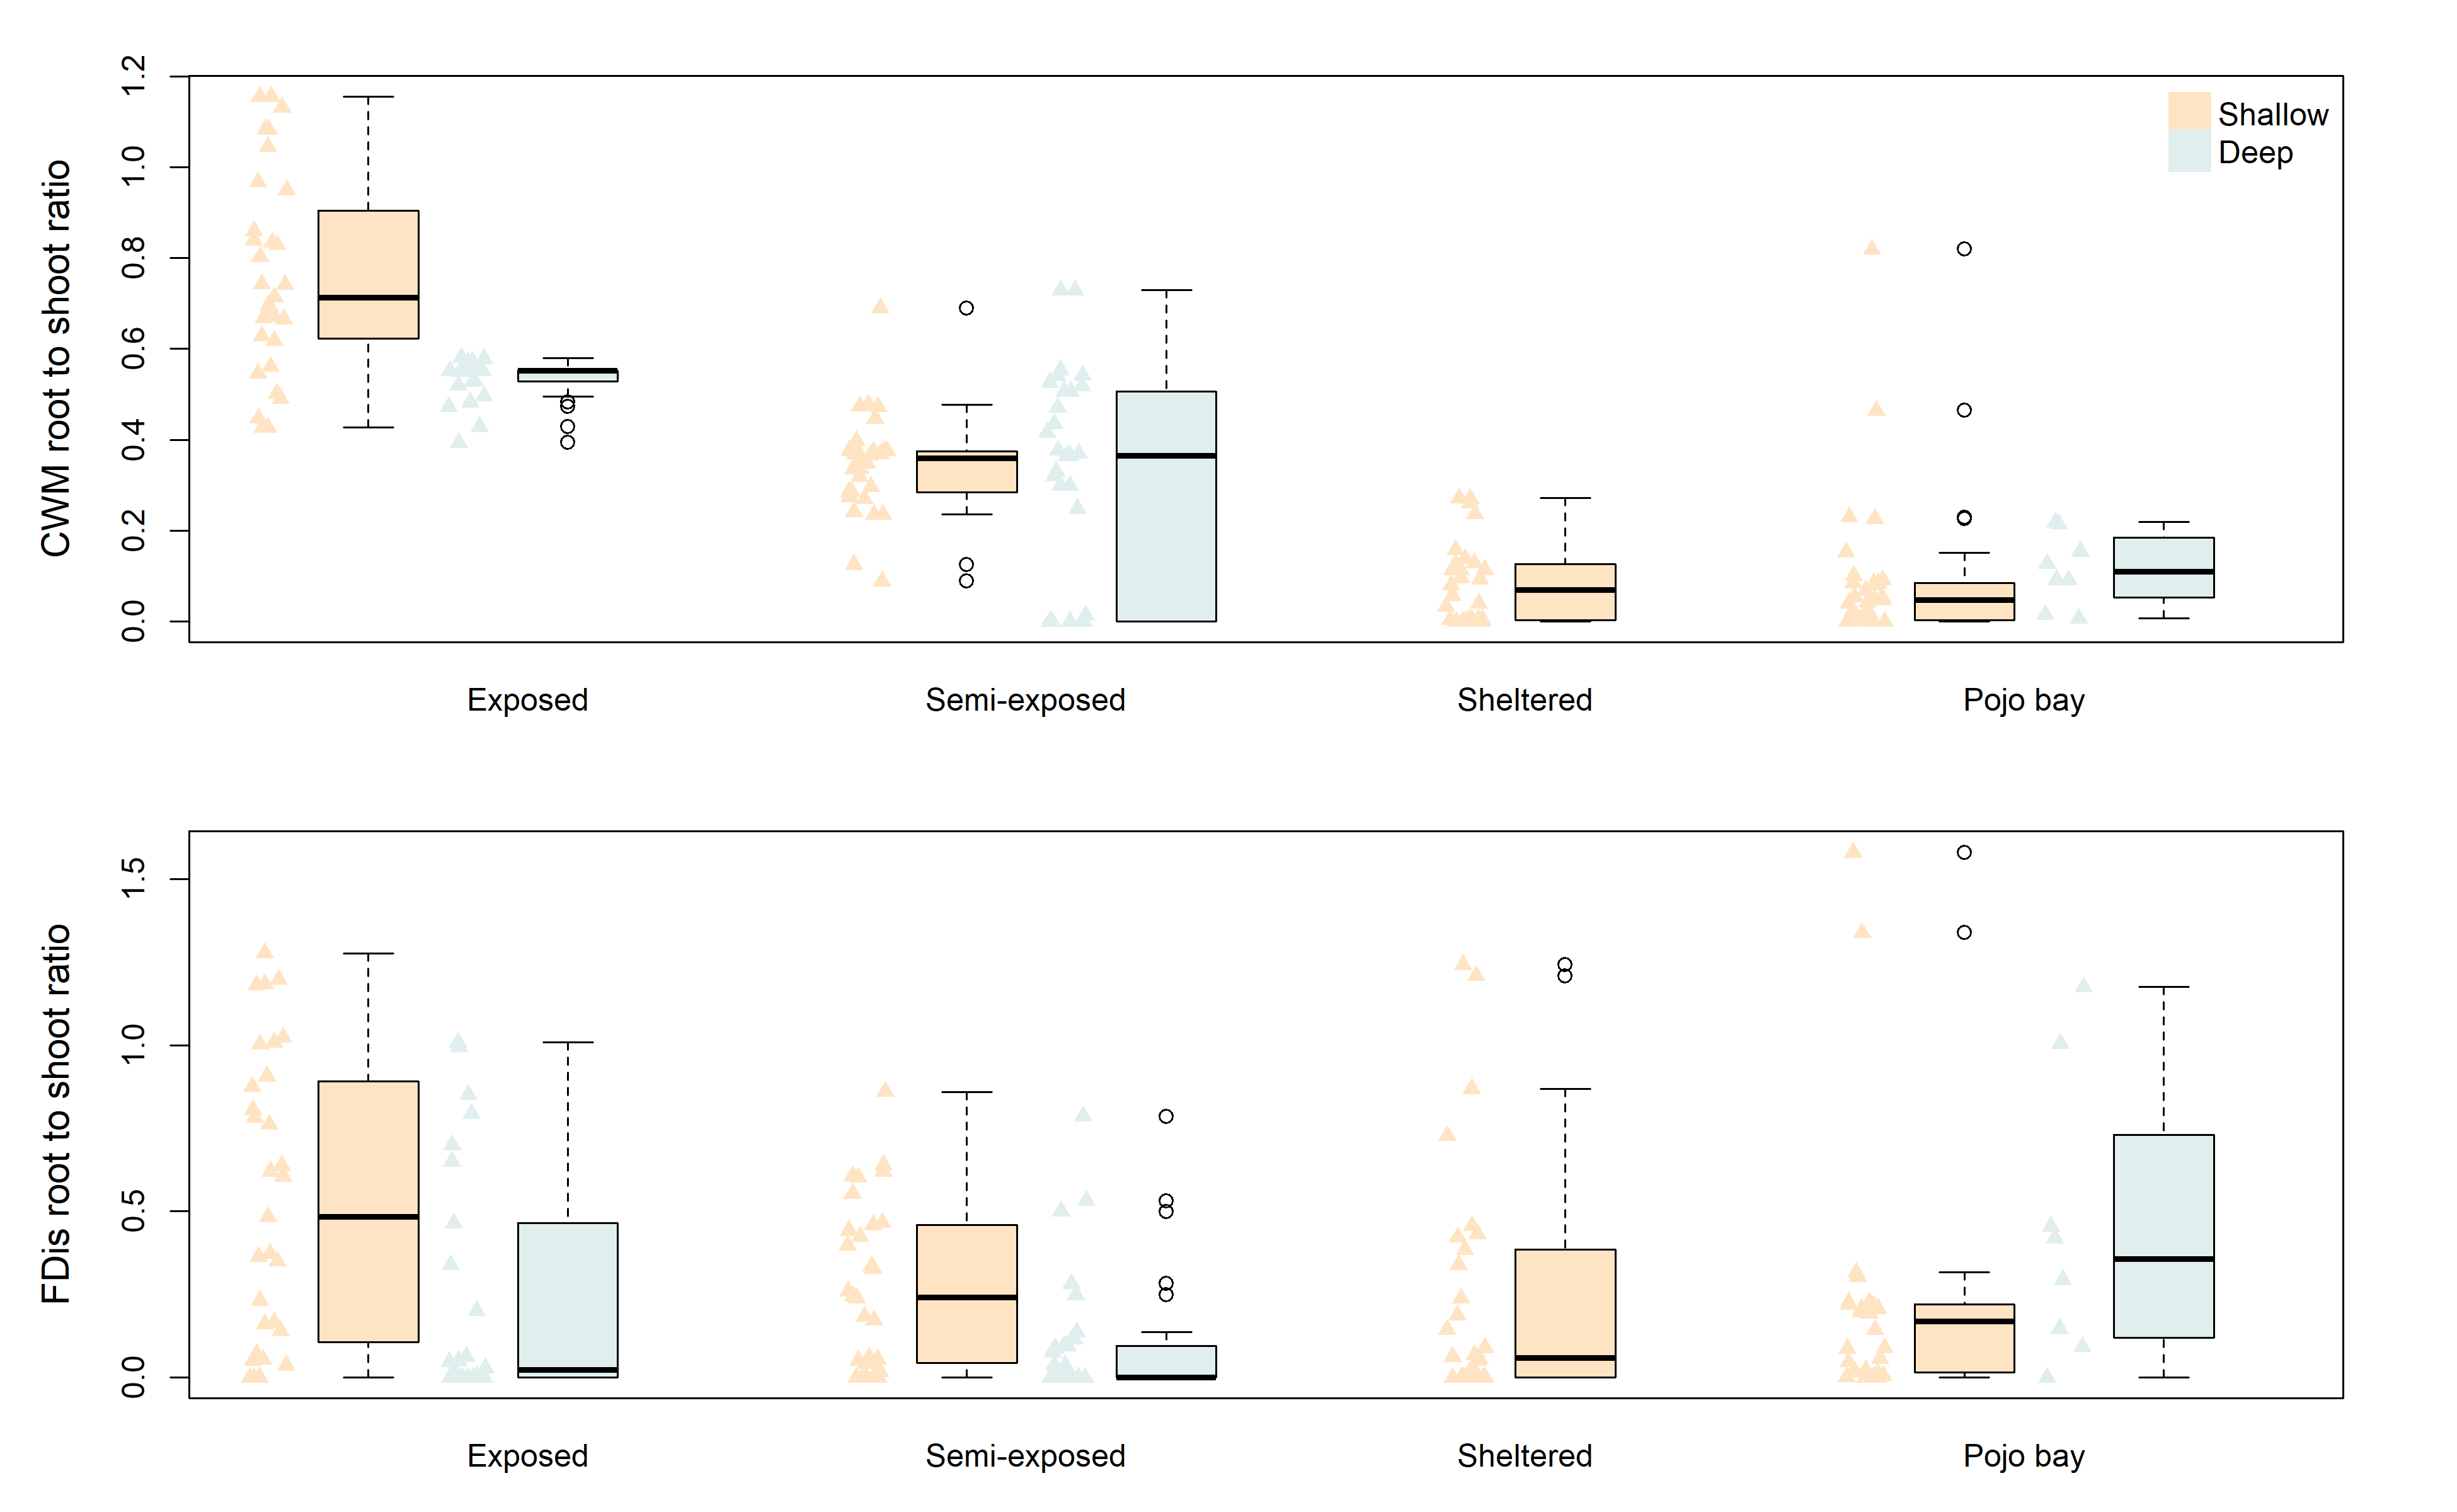 CWM root to shoot ratio
1.2
1.0
0.8
0.6
0.4
0.2
0.0
Shallow
Deep
Exposed Semi-exposed Sheltered Pojo bay
FDis root to shoot ratio
1.5
1.0
0.5
0.0
Exposed Semi-exposed Sheltered Pojo bay